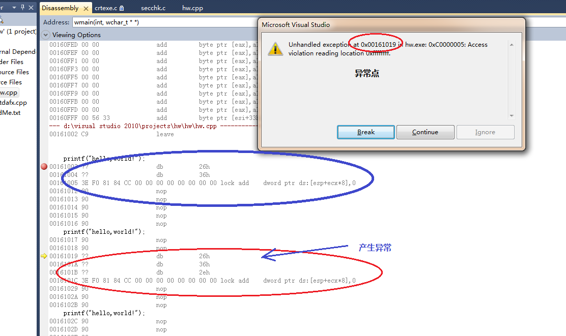 Disassembly
crtexe.c
secchk.c
hw.cpp
Address: wmain(int, wchar_t * *)
Viewing Options
00160FED 00 00 add byte ptr [eax],a
00160FEF 00 00 add byte ptr [eax],a
00160FF1 00 00 add byte ptr [eax],a
00160FF3 00 00 add byte ptr [eax],a
00160FF5 00 00 add byte ptr [eax],a
00160FF7 00 00 add byte ptr [eax],a
00160FF9 00 00 add byte ptr [eax],a
00160FFB 00 00 add byte ptr [eax],a
00160FFD 00 00 add byte ptr [eax],a
00160FFF 00 56 33 add byte ptr [esi+33
--- d:\visual studio 2010\projects\hw\hw\hw.cpp
00161002 C9 leave
printf("hello,world!");
00161003 ?? db 26h
00161004 ?? db 36h
00161005 3E F0 81 84 CC 00 00 00 00 00 00 00 00 lock add dword ptr ds:[esp+ecx*8],0
00161012 90 nop
00161013 90 nop
00161014 90 nop
00161015 90 nop
00161016 90 nop
printf("hello,world!");
00161017 90 nop
00161018 90 nop
00161019 ?? db 26h
0016101A ?? db 36h
0016101B ?? db 2eh
0016101C 3E F0 81 84 CC 00 00 00 00 00 00 00 00 lock add dword ptr ds:[esp+ecx*8],0
00161029 90 nop
0016102A 90 nop
0016102B 90 nop
printf("hello,world!");
0016102C 90 nop
0016102D 90 nop
Microsoft Visual Studio
Unhandled exception at 0x00161019 in hw.exe: 0xC0000005: Access
violation reading location 0xffffffff.
异常点
Break
Continue
Ignore
产生异常
w' (1 project)
ernal Depend
der Files
ource Files
rce Files
w.cpp
tdafx.cpp
dMe.txt